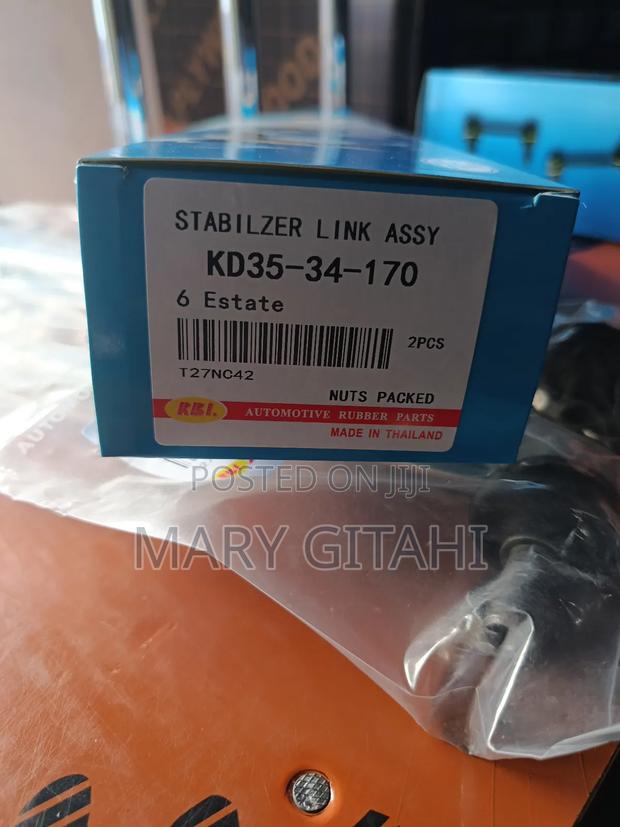 STABILZER LINK ASSY
KD35-34-170
6 Estate
2PCS
T27NC42
NUTS PACKED
RBI.
AUTOMOTIVE RUBBER PARTS
MADE IN THAILAND
POSTED ON JIJI
MARY GITAHI